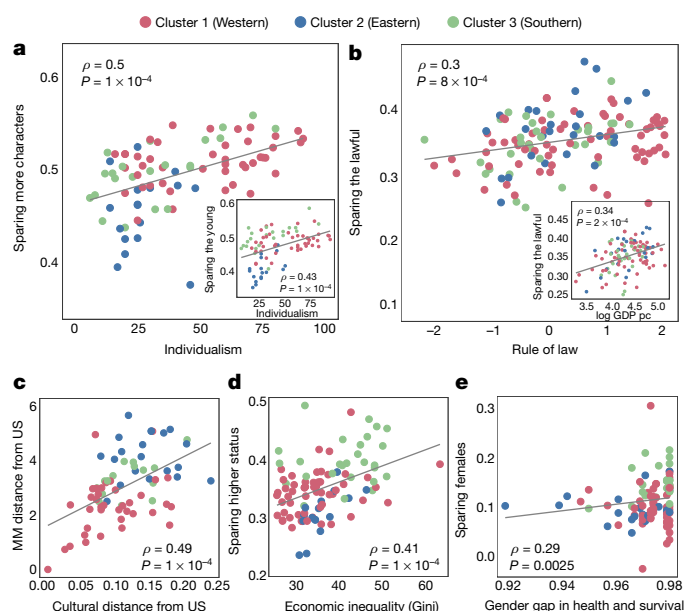 Cluster 1 (Western) Cluster 2 (Eastern) Cluster 3 (Southern)
a
ρ = 0.5
P = 1 × 10⁻⁴
Sparing more characters
0.6
0.5
0.4
0 25 50 75 100
Individualism
Sparing the young
0.6
0.5
0.4
ρ = 0.43
P = 1 × 10⁻⁴
25 50 75
Individualism
b
ρ = 0.3
P = 8 × 10⁻⁴
Sparing the lawful
0.4
0.3
0.2
0.1
−2 −1 0 1 2
Rule of law
Sparing the lawful
0.45
0.40
0.35
0.30
0.25
ρ = 0.34
P = 2 × 10⁻⁴
3.5 4.0 4.5 5.0
log GDP pc
c
MM distance from US
6
4
2
0
ρ = 0.49
P = 1 × 10⁻⁴
0.00 0.05 0.10 0.15 0.20 0.25
Cultural distance from US
d
Sparing higher status
0.5
0.4
0.3
0.2
ρ = 0.41
P = 1 × 10⁻⁴
30 40 50 60
Economic inequality (Gini)
e
Sparing females
0.3
0.2
0.1
0.0
ρ = 0.29
P = 0.0025
0.92 0.94 0.96 0.98
Gender gap in health and survival